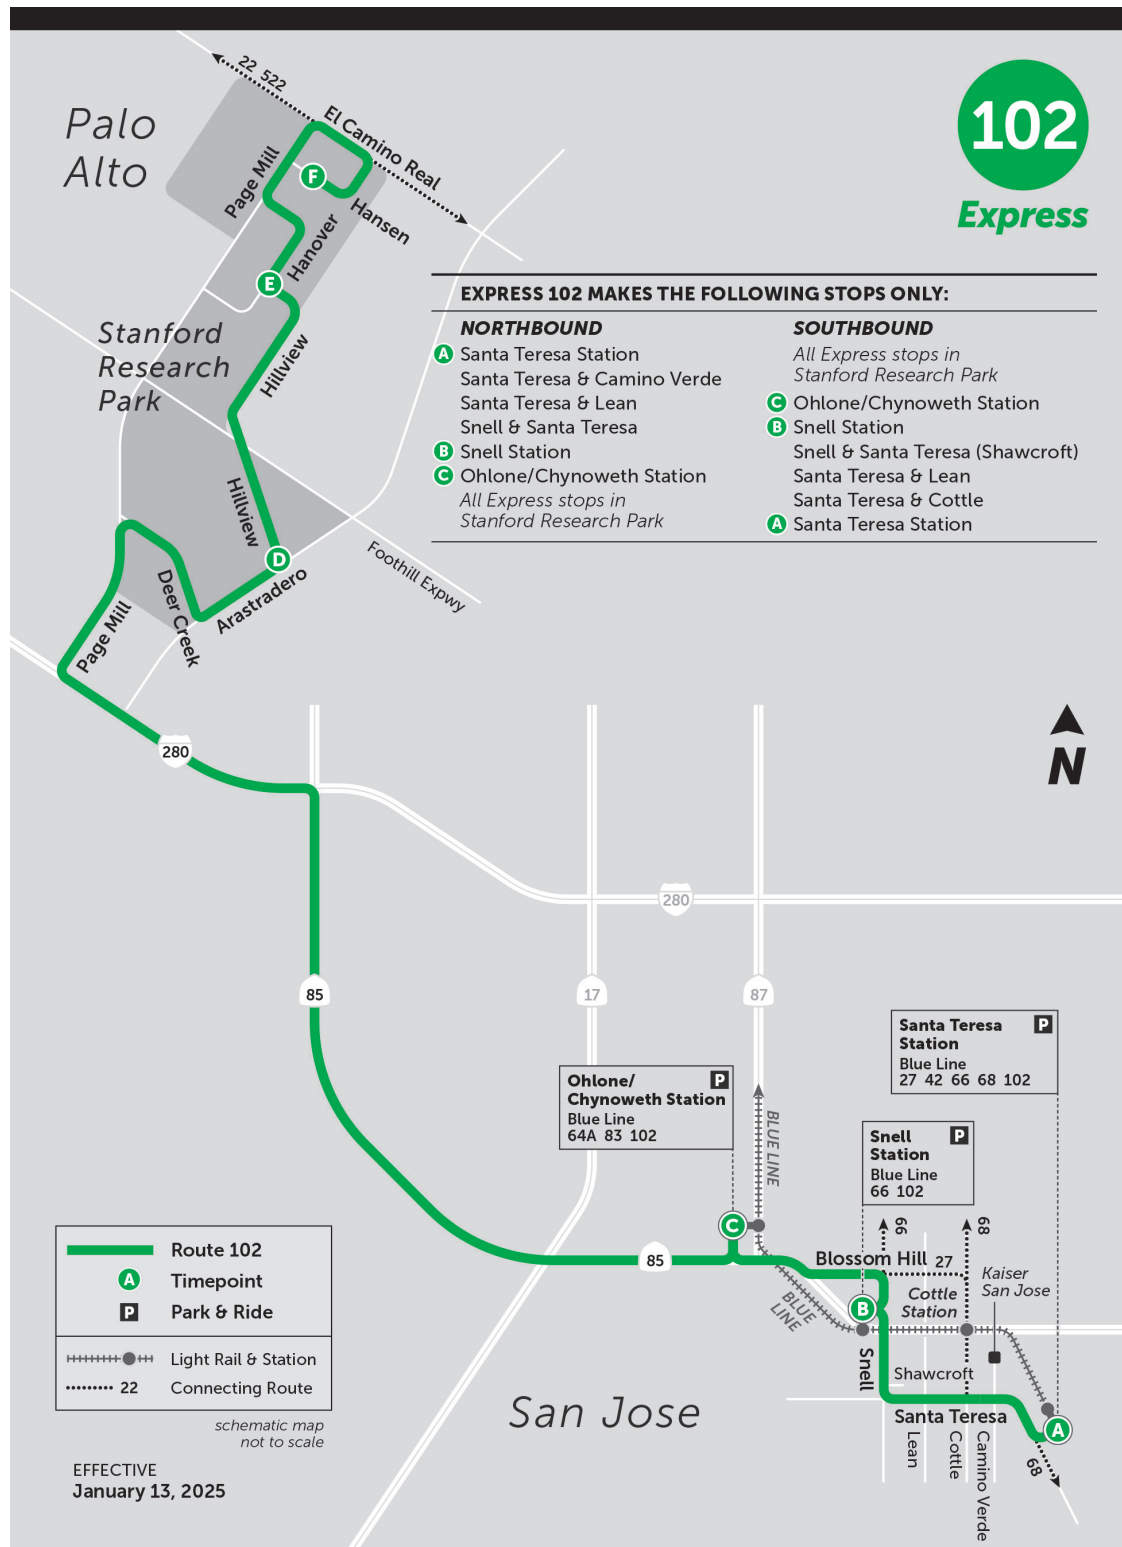 102
Express
Palo
Alto
22 522
El Camino Real
Page Mill
F
Hansen
Hanover
E
Stanford
Research
Park
Hillview
Hillview
D
Arastradero
Foothill Expwy
Deer Creek
Page Mill
EXPRESS 102 MAKES THE FOLLOWING STOPS ONLY:
NORTHBOUND
A Santa Teresa Station
Santa Teresa & Camino Verde
Santa Teresa & Lean
Snell & Santa Teresa
B Snell Station
C Ohlone/Chynoweth Station
All Express stops in
Stanford Research Park
SOUTHBOUND
All Express stops in
Stanford Research Park
C Ohlone/Chynoweth Station
B Snell Station
Snell & Santa Teresa (Shawcroft)
Santa Teresa & Lean
Santa Teresa & Cottle
A Santa Teresa Station
N
280
280
85
17
87
Santa Teresa P
Station
Blue Line
27 42 66 68 102
Ohlone/ P
Chynoweth Station
Blue Line
64A 83 102
Snell P
Station
Blue Line
66 102
BLUE LINE
C
85
66
68
Blossom Hill 27
BLUE
LINE
B
Cottle
Station
Kaiser
San Jose
Snell
Shawcroft
Santa Teresa
A
Lean
Cottle
Camino Verde
68
San Jose
Route 102
A Timepoint
P Park & Ride
Light Rail & Station
22 Connecting Route
schematic map
not to scale
EFFECTIVE
January 13, 2025